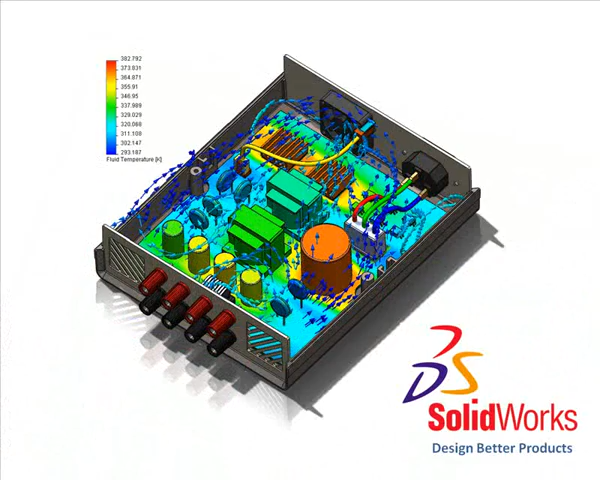 382.792
373.831
364.871
355.91
346.95
337.989
329.029
320.068
311.108
302.147
293.187
Fluid Temperature [K]
DS
SolidWorks
Design Better Products